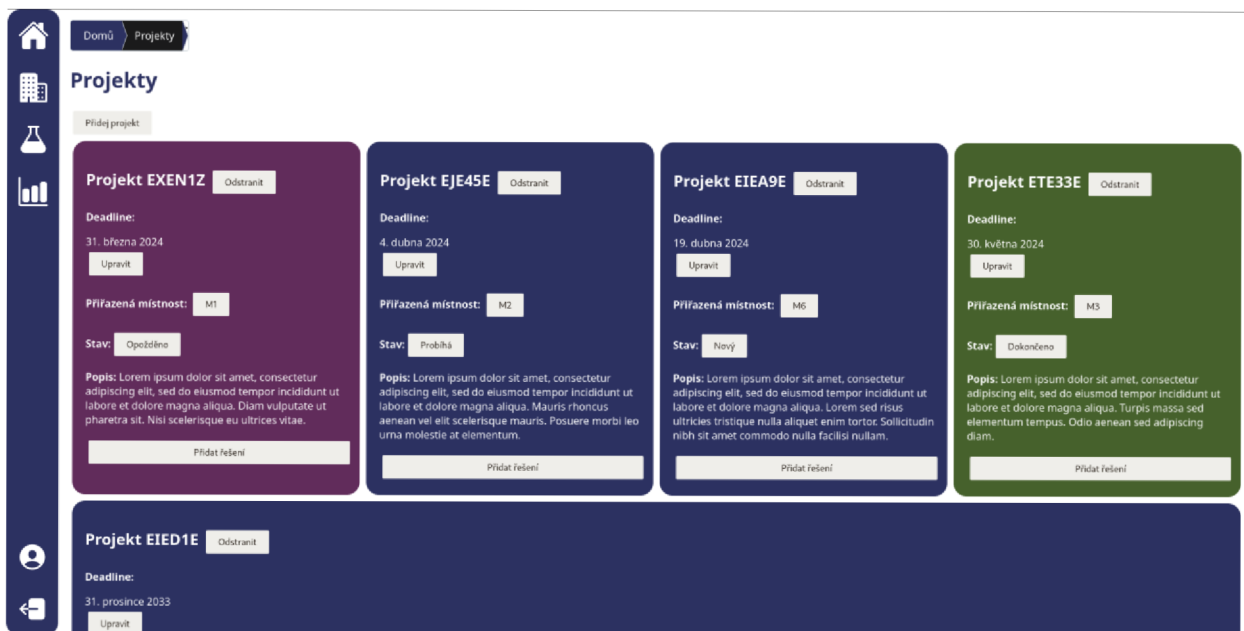 Domů Projekty
Projekty
Přidej projekt
Projekt EXEN1Z Odstranit
Deadline:
31. března 2024
Upravit
Přiřazená místnost: M1
Stav: Opožděno
Popis: Lorem ipsum dolor sit amet, consectetur
adipiscing elit, sed do eiusmod tempor incididunt ut
labore et dolore magna aliqua. Diam vulputate ut
pharetra sit. Nisi scelerisque eu ultrices vitae.
Přidat řešení
Projekt EJE45E Odstranit
Deadline:
4. dubna 2024
Upravit
Přiřazená místnost: M2
Stav: Probíhá
Popis: Lorem ipsum dolor sit amet, consectetur
adipiscing elit, sed do eiusmod tempor incididunt ut
labore et dolore magna aliqua. Mauris rhoncus
aenean vel elit scelerisque mauris. Posuere morbi leo
urna molestie at elementum.
Přidat řešení
Projekt EIEA9E Odstranit
Deadline:
19. dubna 2024
Upravit
Přiřazená místnost: M6
Stav: Nový
Popis: Lorem ipsum dolor sit amet, consectetur
adipiscing elit, sed do eiusmod tempor incididunt ut
labore et dolore magna aliqua. Lorem sed risus
ultricies tristique nulla aliquet enim tortor. Sollicitudin
nibh sit amet commodo nulla facilisi nullam.
Přidat řešení
Projekt ETE33E Odstranit
Deadline:
30. května 2024
Upravit
Přiřazená místnost: M3
Stav: Dokončeno
Popis: Lorem ipsum dolor sit amet, consectetur
adipiscing elit, sed do eiusmod tempor incididunt ut
labore et dolore magna aliqua. Turpis massa sed
elementum tempus. Odio aenean sed adipiscing
diam.
Přidat řešení
Projekt EIED1E Odstranit
Deadline:
31. prosince 2033
Upravit